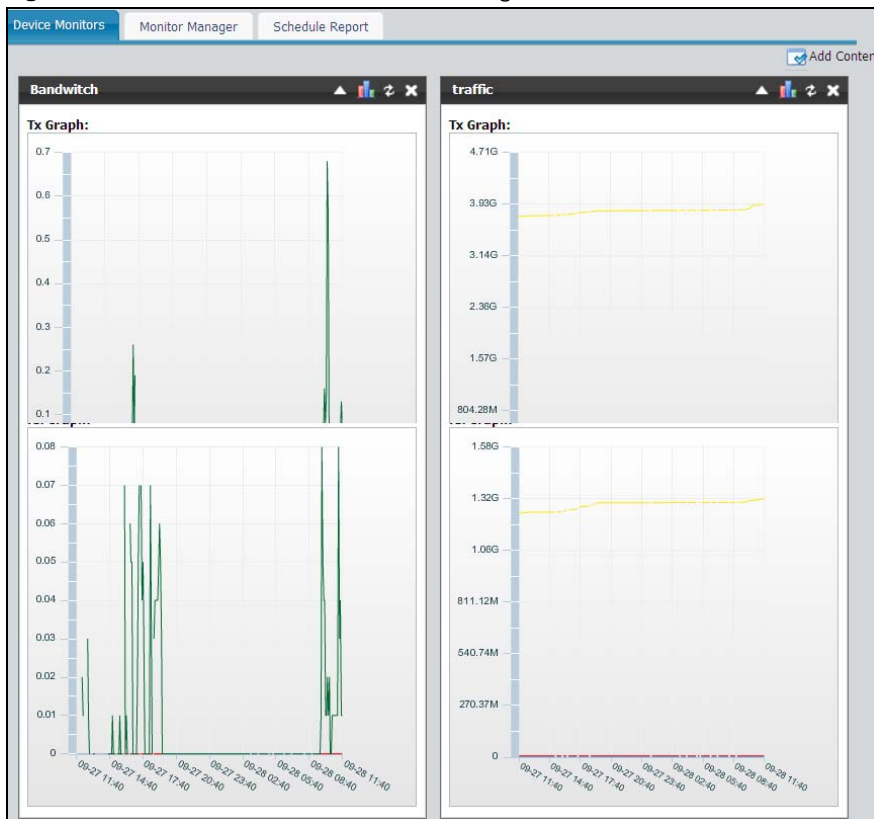 Device Monitors Monitor Manager Schedule Report
Add Conten
Bandwitch
Tx Graph:
0.7
0.6
0.5
0.4
0.3
0.2
0.1
0.08
0.07
0.06
0.05
0.04
0.03
0.02
0.01
0
09-27 11:40
09-27 14:40
09-27 17:40
09-27 20:40
09-27 23:40
09-28 02:40
09-28 05:40
09-28 08:40
09-28 11:40
traffic
Tx Graph:
4.71G
3.93G
3.14G
2.36G
1.57G
804.28M
1.58G
1.32G
1.06G
811.12M
540.74M
270.37M
0
09-27 11:40
09-27 14:40
09-27 17:40
09-27 20:40
09-27 23:40
09-28 02:40
09-28 05:40
09-28 08:40
09-28 11:40